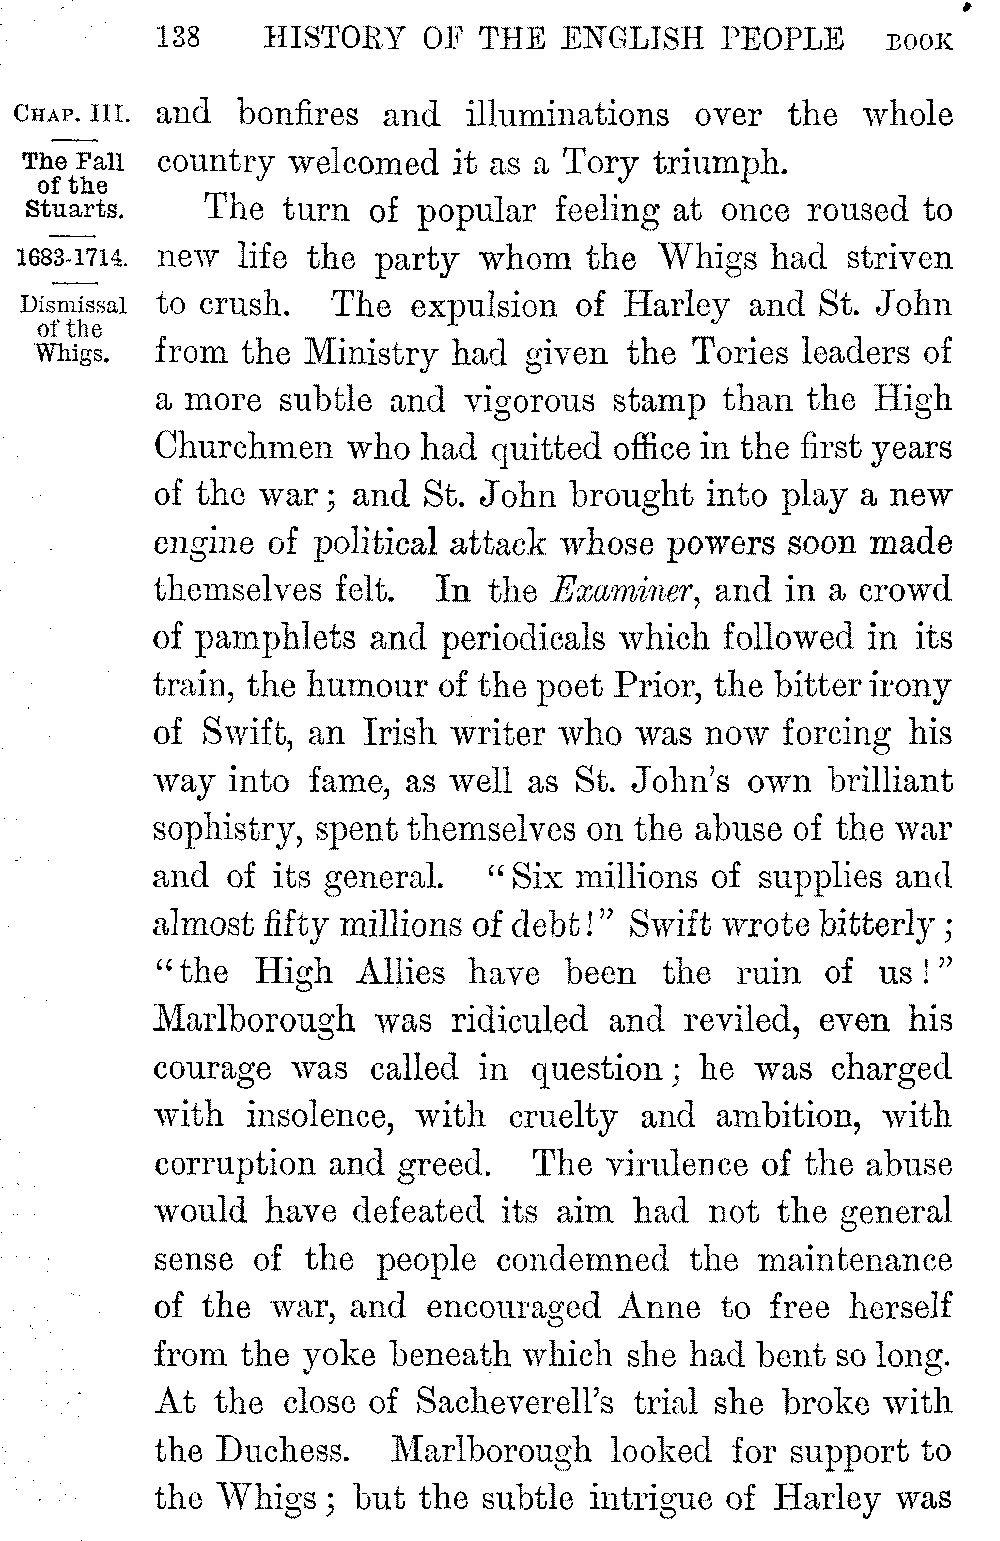 138 HISTORY OF THE ENGLISH PEOPLE BOOK
CHAP. III.
The Fall
of the
Stuarts.
1683-1714.
Dismissal
of the
Whigs.
and bonfires and illuminations over the whole
country welcomed it as a Tory triumph.
The turn of popular feeling at once roused to
new life the party whom the Whigs had striven
to crush. The expulsion of Harley and St. John
from the Ministry had given the Tories leaders of
a more subtle and vigorous stamp than the High
Churchmen who had quitted office in the first years
of the war; and St. John brought into play a new
engine of political attack whose powers soon made
themselves felt. In the Examiner, and in a crowd
of pamphlets and periodicals which followed in its
train, the humour of the poet Prior, the bitter irony
of Swift, an Irish writer who was now forcing his
way into fame, as well as St. John's own brilliant
sophistry, spent themselves on the abuse of the war
and of its general. "Six millions of supplies and
almost fifty millions of debt!" Swift wrote bitterly;
"the High Allies have been the ruin of us!"
Marlborough was ridiculed and reviled, even his
courage was called in question; he was charged
with insolence, with cruelty and ambition, with
corruption and greed. The virulence of the abuse
would have defeated its aim had not the general
sense of the people condemned the maintenance
of the war, and encouraged Anne to free herself
from the yoke beneath which she had bent so long.
At the close of Sacheverell's trial she broke with
the Duchess. Marlborough looked for support to
the Whigs; but the subtle intrigue of Harley was